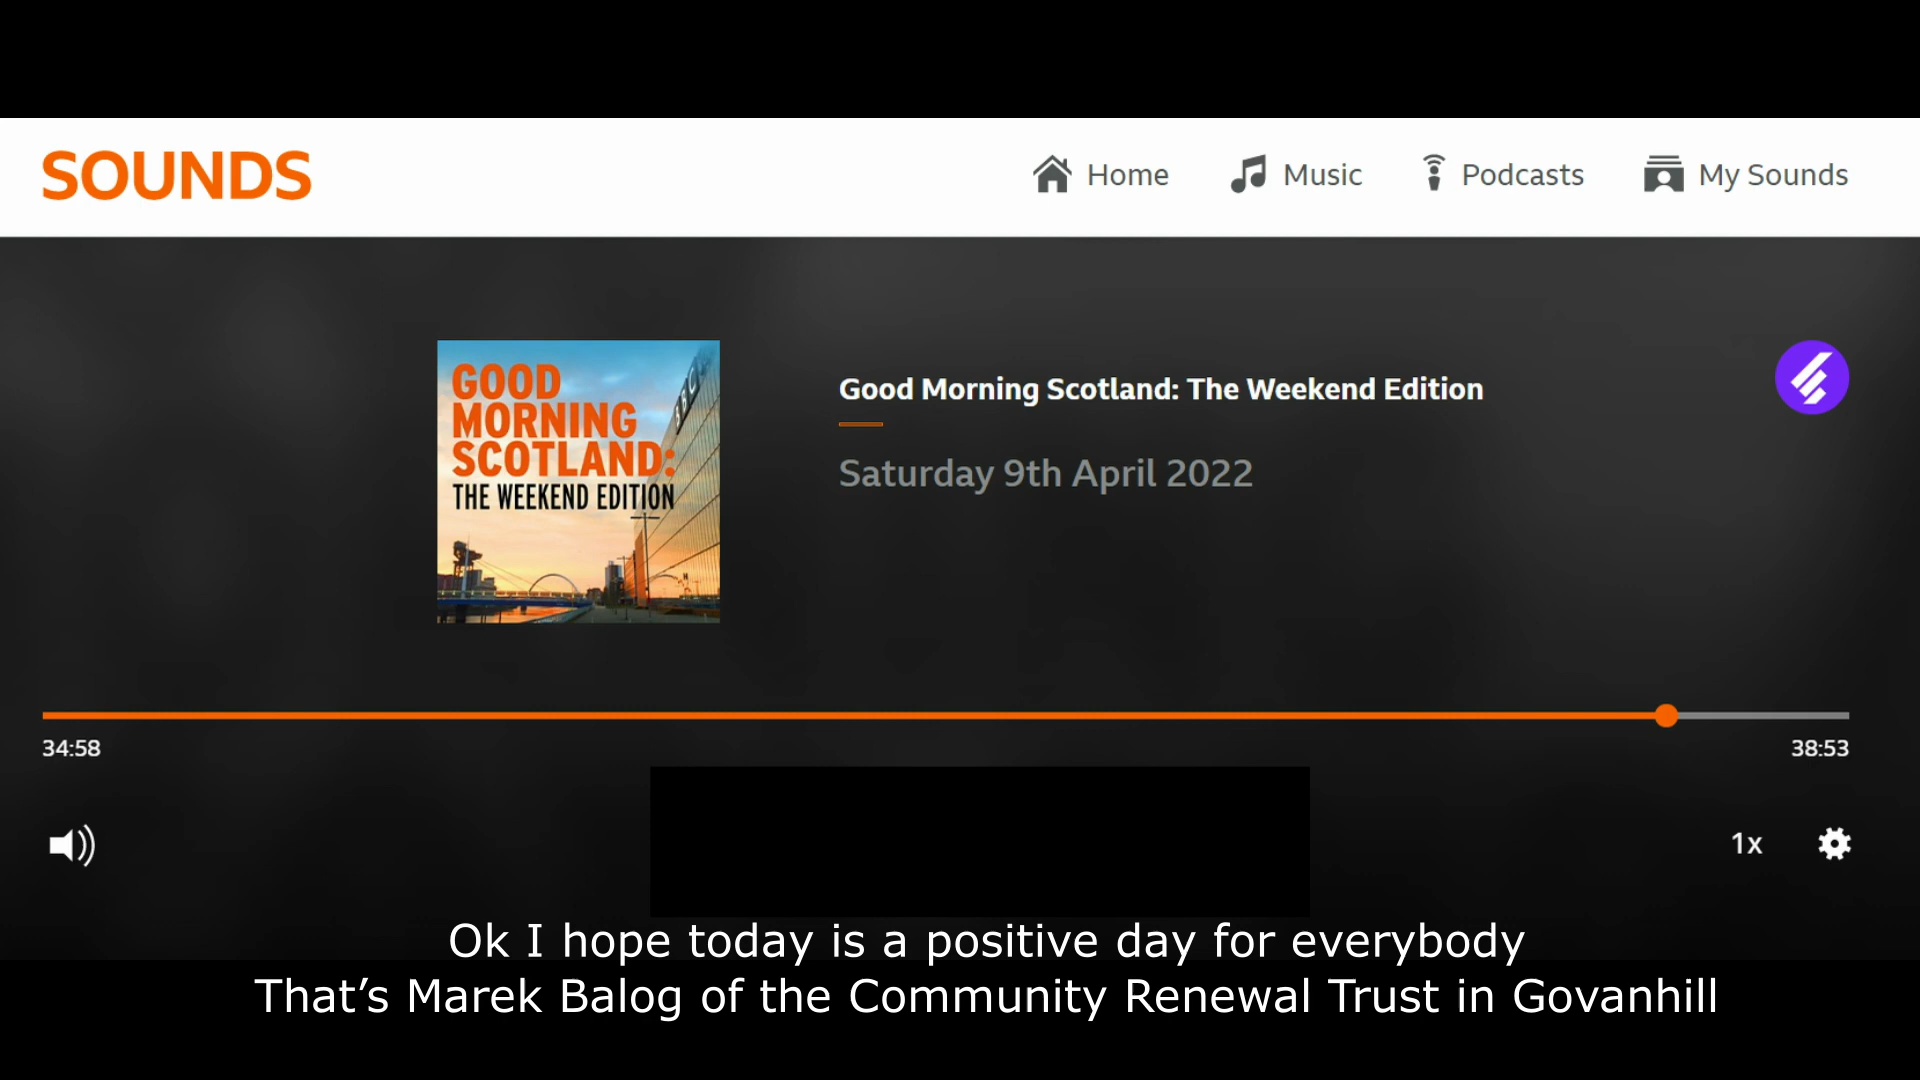 SOUNDS
Home
Music
Podcasts
My Sounds
GOOD
MORNING
SCOTLAND:
THE WEEKEND EDITION
BBC
Good Morning Scotland: The Weekend Edition
Saturday 9th April 2022
34:58
38:53
1x
Ok I hope today is a positive day for everybody
That’s Marek Balog of the Community Renewal Trust in Govanhill